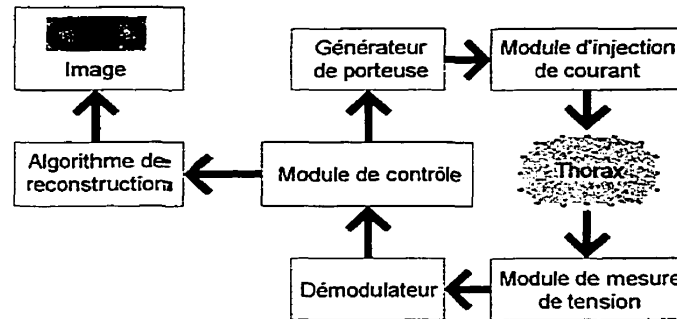 Image
Générateur
de porteuse
Module d'injection
de courant
Algorithme de
reconstruction
Module de contrôle
Thorax
Démodulateur
Module de mesure
de tension